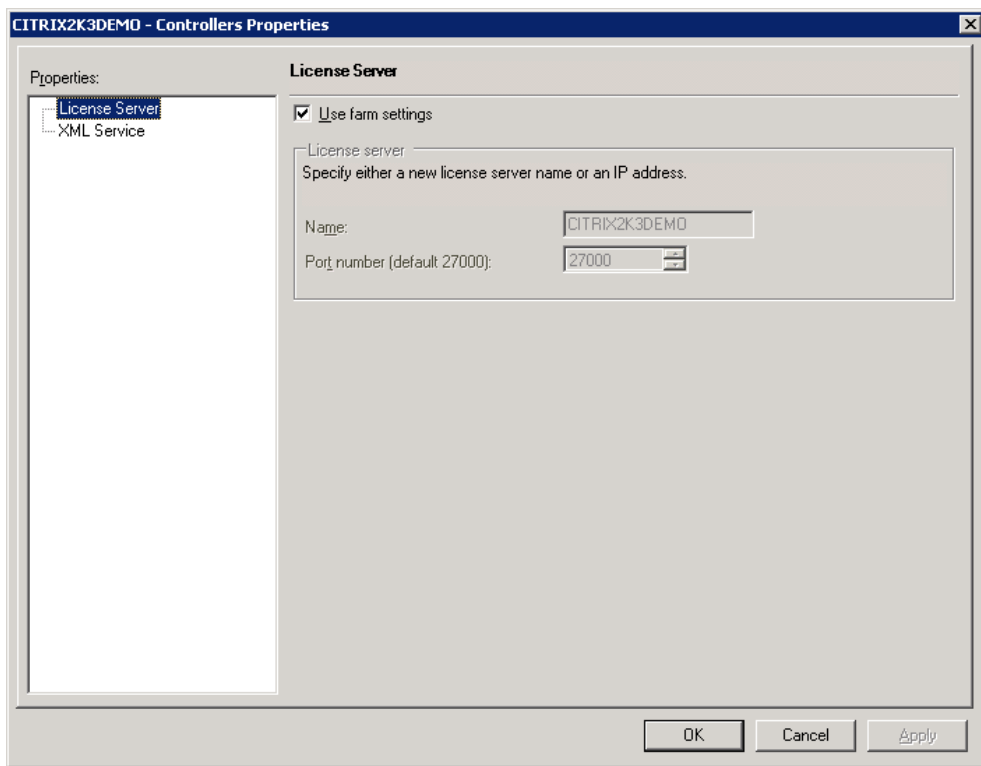 CITRIX2K3DEMO - Controllers Properties
Properties:
License Server
XML Service
License Server
Use farm settings
License server
Specify either a new license server name or an IP address.
Name: CITRIX2K3DEMO
Port number (default 27000): 27000
OK Cancel Apply